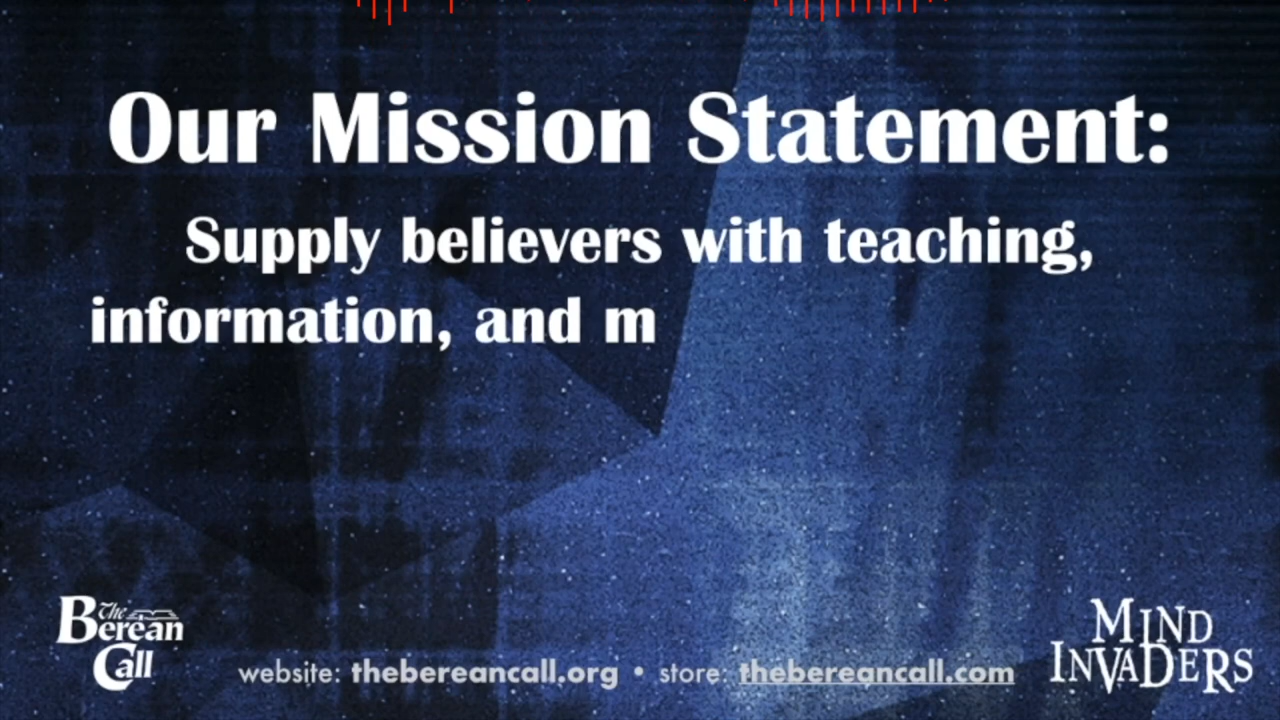 Our Mission Statement:
Supply believers with teaching,
information, and m
The
Berean
Call
website: thebereancall.org • store: thebereancall.com
MIND
INVADERS